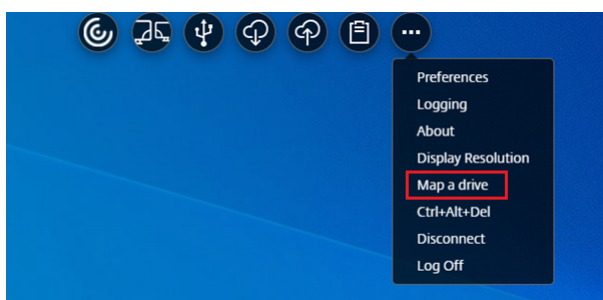 Preferences
Logging
About
Display Resolution
Map a drive
Ctrl+Alt+Del
Disconnect
Log Off